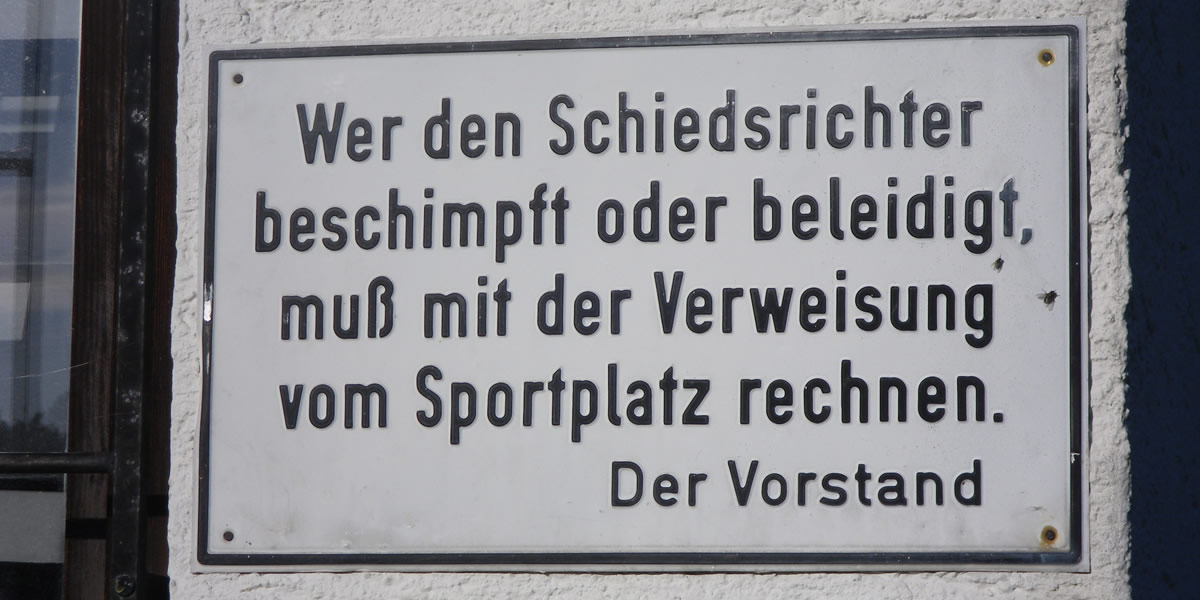 Wer den Schiedsrichter
beschimpft oder beleidigt,
muß mit der Verweisung
vom Sportplatz rechnen.
Der Vorstand